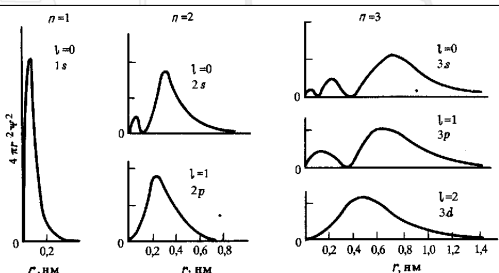 n=1
n=2
n=3
l=0
1s
l=0
2s
l=0
3s
l=1
2p
l=1
3p
l=2
3d
4πr²ψ²
0
0
0
0
0
0
0,2
0,2 0,4 0,6 0,8
0,2 0,4 0,6 0,8 1,0 1,2 1,4
r, нм
r, нм
r, нм